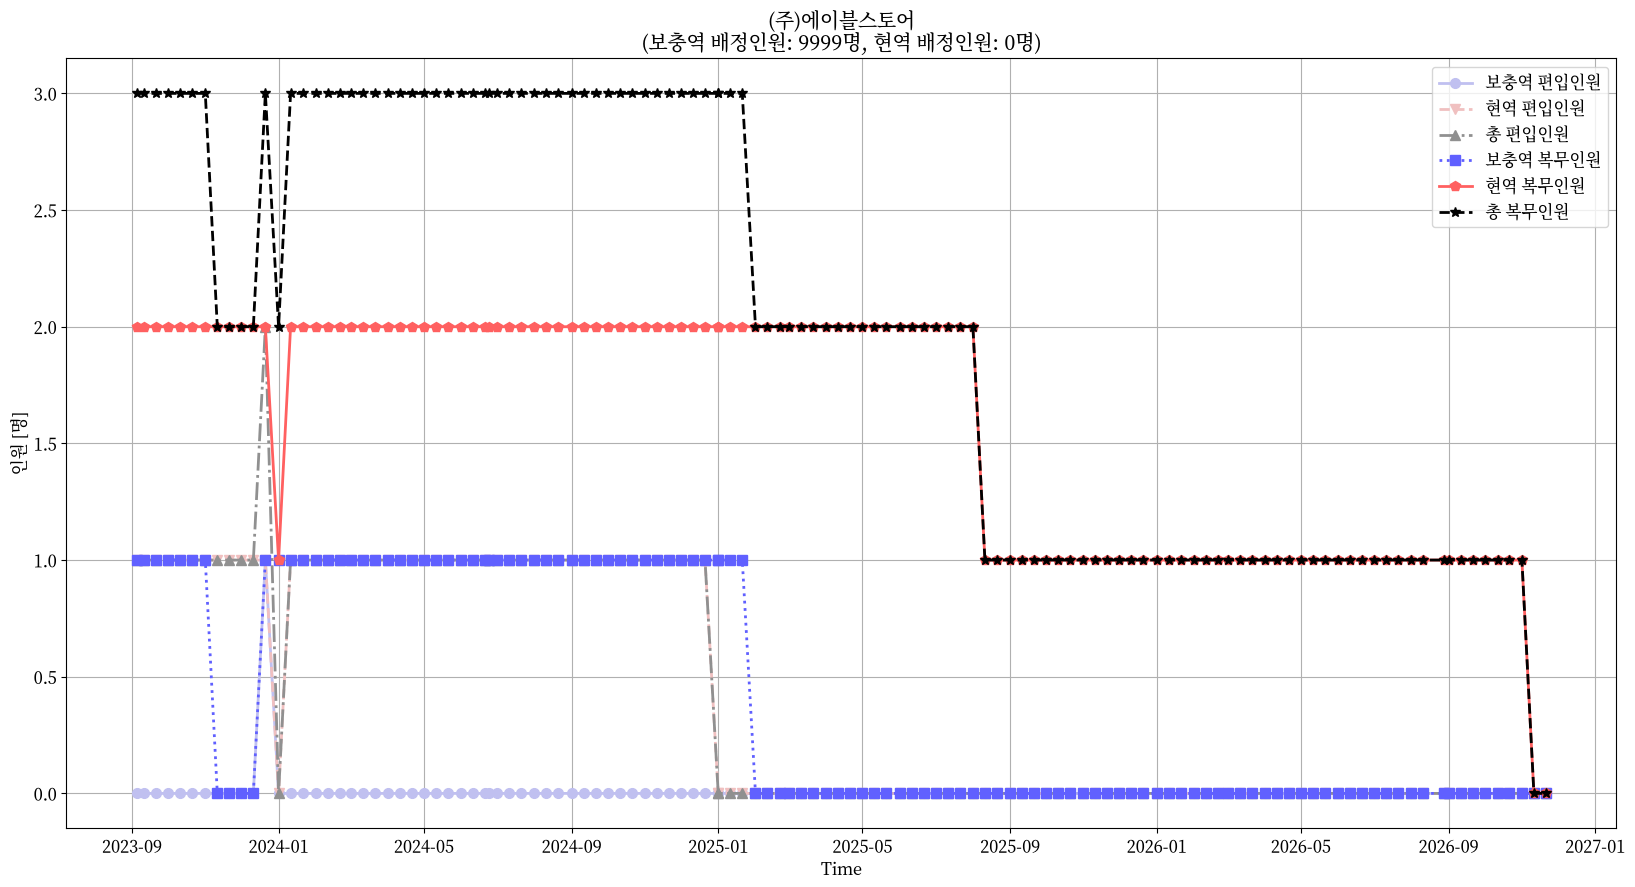 (주)에이블스토어
(보충역 배정인원: 9999명, 현역 배정인원: 0명)
인원 [명]
3.0
2.5
2.0
1.5
1.0
0.5
0.0
보충역 편입인원
현역 편입인원
총 편입인원
보충역 복무인원
현역 복무인원
총 복무인원
2023-09
2024-01
2024-05
2024-09
2025-01
2025-05
2025-09
2026-01
2026-05
2026-09
2027-01
Time